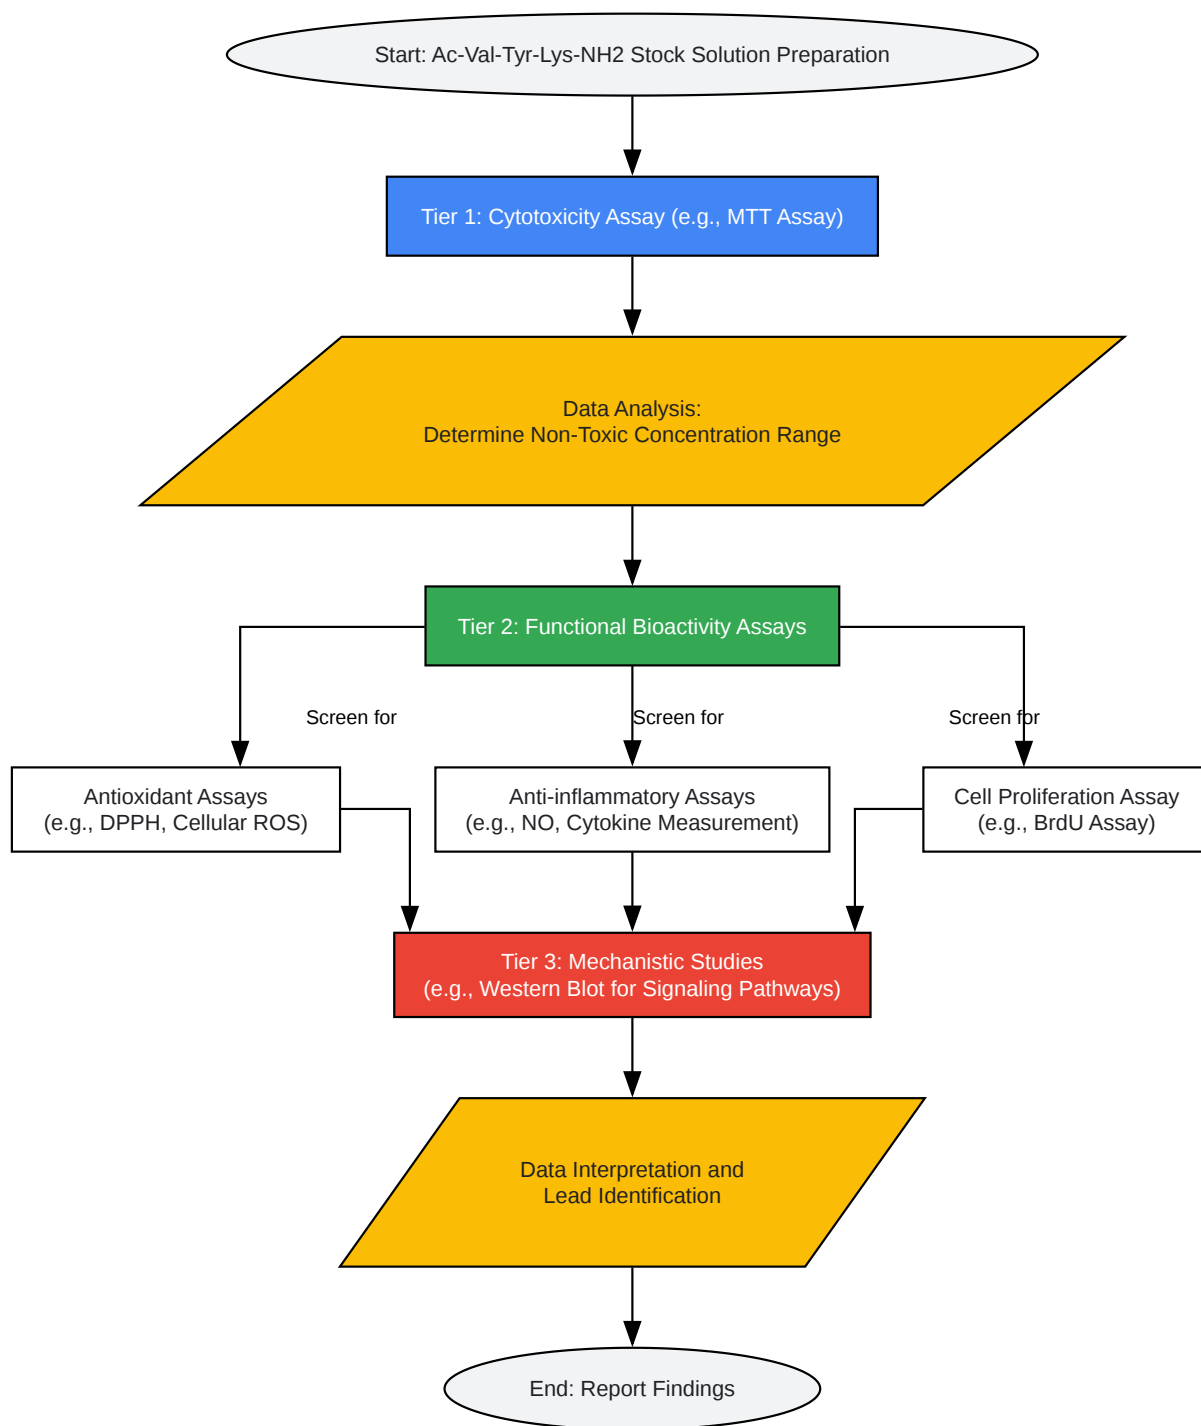 Start: Ac-Val-Tyr-Lys-NH2 Stock Solution Preparation
Tier 1: Cytotoxicity Assay (e.g., MTT Assay)
Data Analysis:
Determine Non-Toxic Concentration Range
Tier 2: Functional Bioactivity Assays
Screen for
Screen for
Screen for
Antioxidant Assays
(e.g., DPPH, Cellular ROS)
Anti-inflammatory Assays
(e.g., NO, Cytokine Measurement)
Cell Proliferation Assay
(e.g., BrdU Assay)
Tier 3: Mechanistic Studies
(e.g., Western Blot for Signaling Pathways)
Data Interpretation and
Lead Identification
End: Report Findings